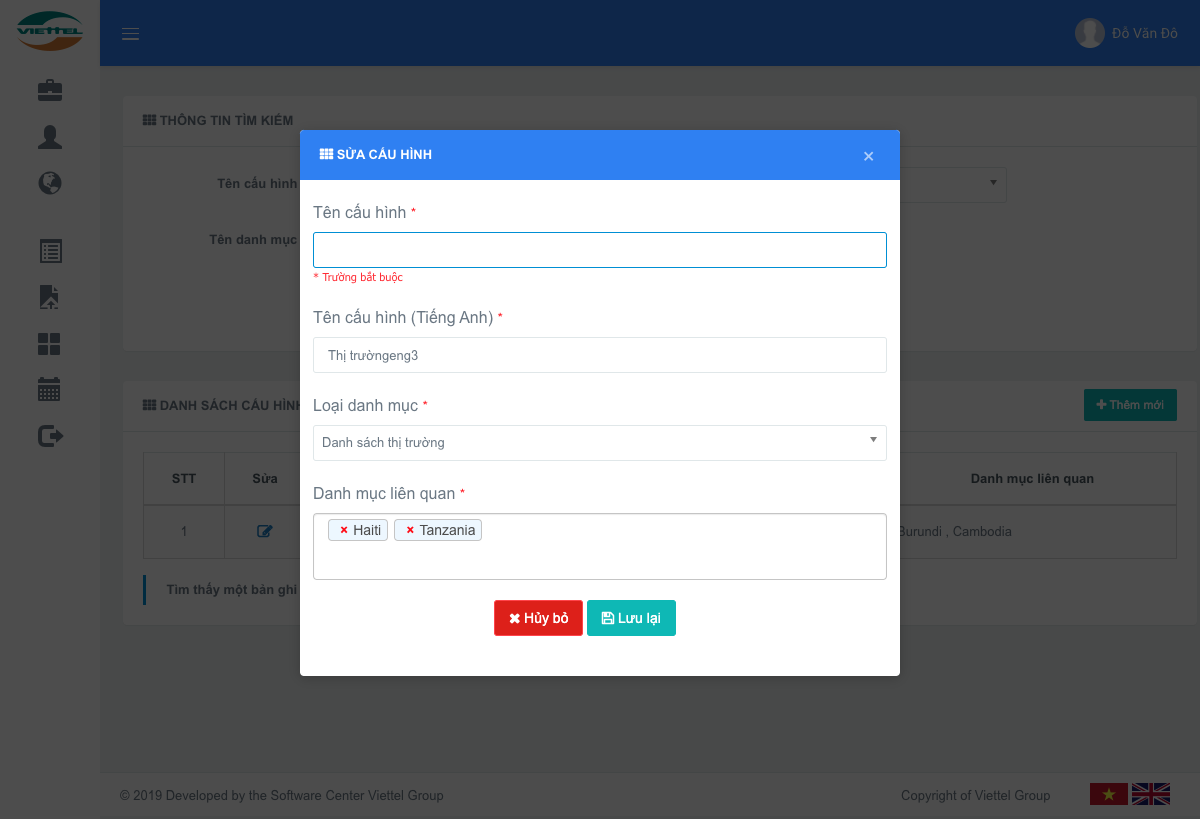 VIETTEL
Đỗ Văn Đô
THÔNG TIN TÌM KIẾM
Tên cấu hình
Tên danh mục
SỬA CẤU HÌNH
×
Tên cấu hình *
* Trường bắt buộc
Tên cấu hình (Tiếng Anh) *
Thị trườngeng3
Loại danh mục *
Danh sách thị trường
Danh mục liên quan *
× Haiti × Tanzania
Hủy bỏ Lưu lại
DANH SÁCH CẤU HÌNH
Thêm mới
STT Sửa Danh mục liên quan
1 Burundi , Cambodia
Tìm thấy một bản ghi
© 2019 Developed by the Software Center Viettel Group
Copyright of Viettel Group